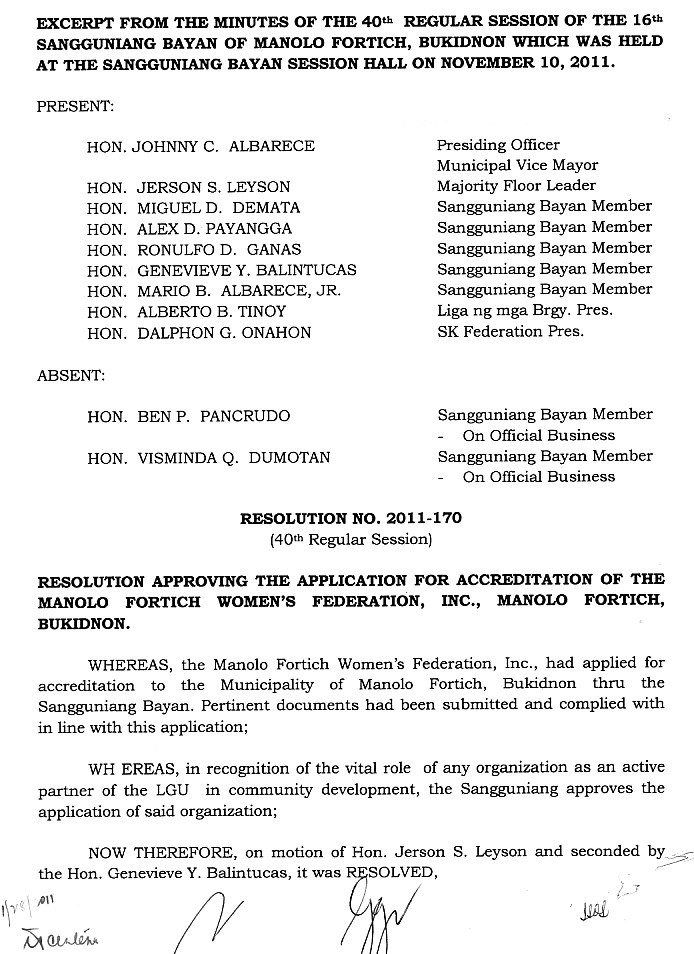 EXCERPT FROM THE MINUTES OF THE 40th REGULAR SESSION OF THE 16th
SANGGUNIANG BAYAN OF MANOLO FORTICH, BUKIDNON WHICH WAS HELD
AT THE SANGGUNIANG BAYAN SESSION HALL ON NOVEMBER 10, 2011.
PRESENT:
HON. JOHNNY C. ALBARECE Presiding Officer
Municipal Vice Mayor
HON. JERSON S. LEYSON Majority Floor Leader
HON. MIGUEL D. DEMATA Sangguniang Bayan Member
HON. ALEX D. PAYANGGA Sangguniang Bayan Member
HON. RONULFO D. GANAS Sangguniang Bayan Member
HON. GENEVIEVE Y. BALINTUCAS Sangguniang Bayan Member
HON. MARIO B. ALBARECE, JR. Sangguniang Bayan Member
HON. ALBERTO B. TINOY Liga ng mga Brgy. Pres.
HON. DALPHON G. ONAHON SK Federation Pres.
ABSENT:
HON. BEN P. PANCRUDO Sangguniang Bayan Member
- On Official Business
HON. VISMINDA Q. DUMOTAN Sangguniang Bayan Member
- On Official Business
RESOLUTION NO. 2011-170
(40th Regular Session)
RESOLUTION APPROVING THE APPLICATION FOR ACCREDITATION OF THE
MANOLO FORTICH WOMEN'S FEDERATION, INC., MANOLO FORTICH,
BUKIDNON.
WHEREAS, the Manolo Fortich Women's Federation, Inc., had applied for
accreditation to the Municipality of Manolo Fortich, Bukidnon thru the
Sangguniang Bayan. Pertinent documents had been submitted and complied with
in line with this application;
WH EREAS, in recognition of the vital role of any organization as an active
partner of the LGU in community development, the Sangguniang approves the
application of said organization;
NOW THEREFORE, on motion of Hon. Jerson S. Leyson and seconded by
the Hon. Genevieve Y. Balintucas, it was RESOLVED,